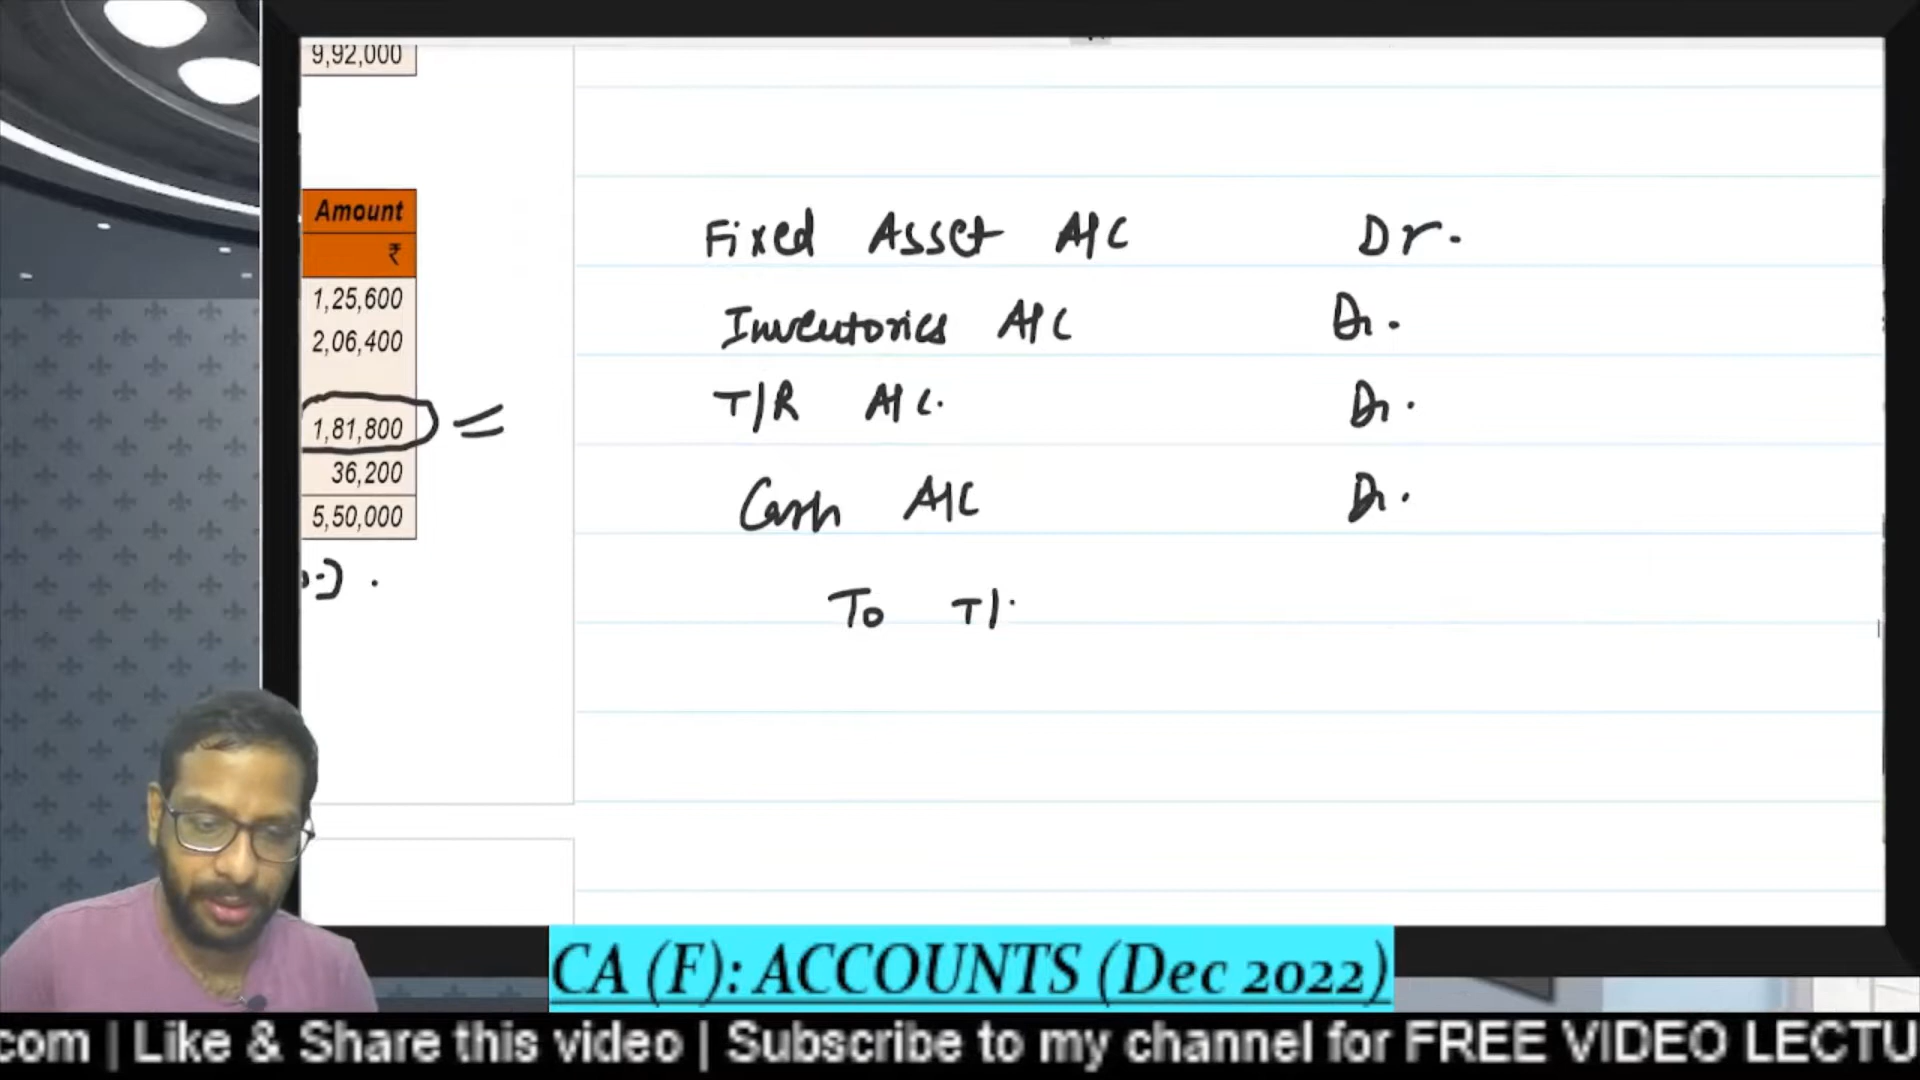 9,92,000
Amount
₹
1,25,600
2,06,400
1,81,800 =
36,200
5,50,000
Fixed Asset A/C Dr.
Inventories A/C Dr.
T/R A/C. Dr.
Cash A/C Dr.
To T/
CA (F): ACCOUNTS (Dec 2022)
com | Like & Share this video | Subscribe to my channel for FREE VIDEO LECTU